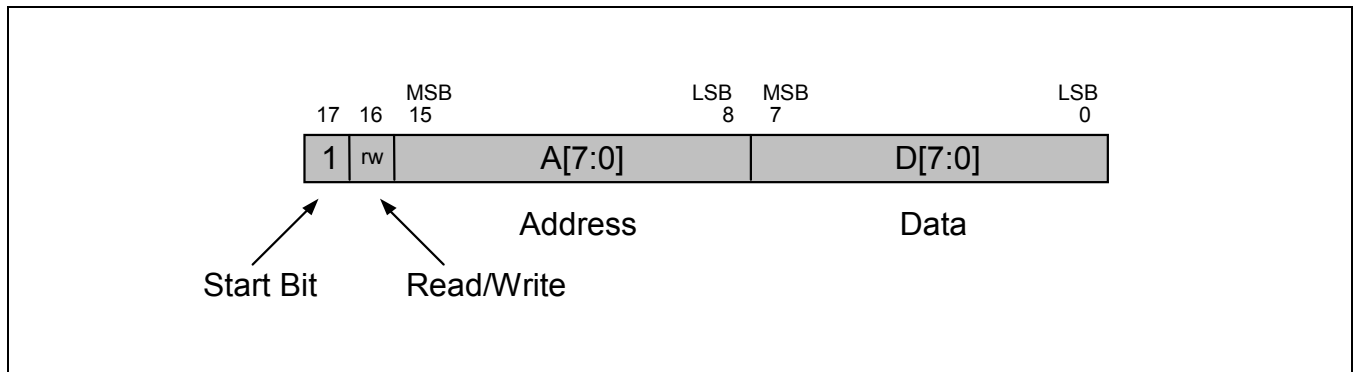 MSB LSB MSB LSB
17 16 15 8 7 0
1 rw A[7:0] D[7:0]
Address Data
Start Bit Read/Write